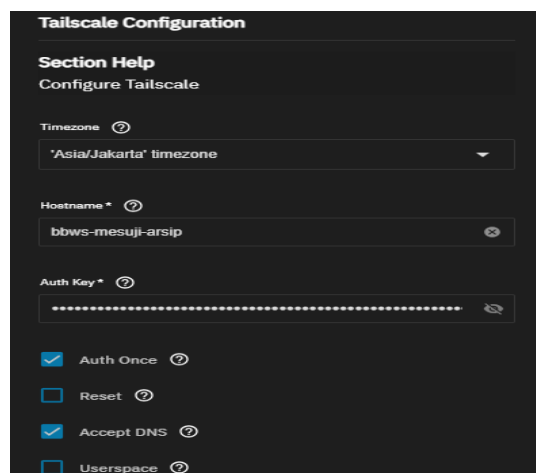 Tailscale Configuration
Section Help
Configure Tailscale
Timezone
'Asia/Jakarta' timezone
Hostname *
bbws-mesuji-arsip
Auth Key *
Auth Once
Reset
Accept DNS
Userspace